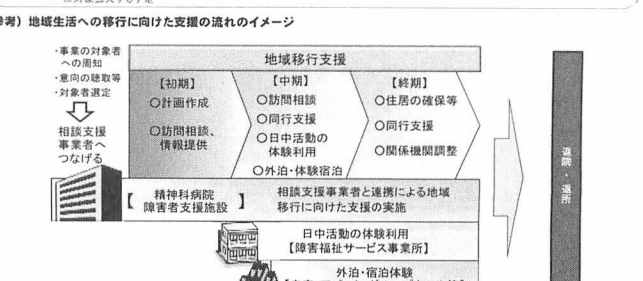 考）地域生活への移行に向けた支援の流れのイメージ
・事業の対象者
への周知
・意向の聴取等
・対象者選定
相談支援
事業者へ
つなげる
地域移行支援
【初期】
○計画作成
○訪問相談、
情報提供
【中期】
○訪問相談
○同行支援
○日中活動の
体験利用
○外泊・体験宿泊
【終期】
○住居の確保等
○同行支援
○関係機関調整
退院・退所
【 精神科病院
障害者支援施設 】
相談支援事業者と連携による地域
移行に向けた支援の実施
日中活動の体験利用
【障害福祉サービス事業所】
外泊・宿泊体験